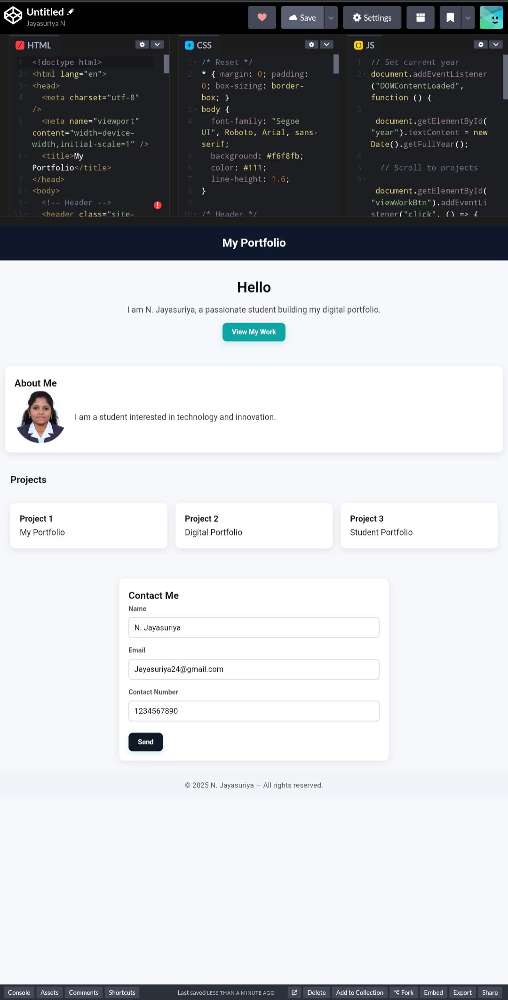 Untitled
Jayasuriya N
Save
Settings
HTML
1 <!doctype html>
2 <html lang="en">
3 <head>
4 <meta charset="utf-8"
/>
5 <meta name="viewport"
content="width=device-
width,initial-scale=1" />
6 <title>My
Portfolio</title>
7 </head>
8 <body>
9 <!-- Header -->
10 <header class="site-
CSS
1 /* Reset */
2 * { margin: 0; padding:
0; box-sizing: border-
box; }
3 body {
4 font-family: "Segoe
UI", Roboto, Arial, sans-
serif;
5 background: #f6f8fb;
6 color: #111;
7 line-height: 1.6;
8 }
9
10 /* Header */
JS
1 // Set current year
2 document.addEventListener
("DOMContentLoaded",
function () {
3
document.getElementById(
"year").textContent = new
Date().getFullYear();
4
5 // Scroll to projects
6
document.getElementById(
"viewWorkBtn").addEventLi
stener("click", () => {
My Portfolio
Hello
I am N. Jayasuriya, a passionate student building my digital portfolio.
View My Work
About Me
I am a student interested in technology and innovation.
Projects
Project 1
My Portfolio
Project 2
Digital Portfolio
Project 3
Student Portfolio
Contact Me
Name
N. Jayasuriya
Email
Jayasuriya24@gmail.com
Contact Number
1234567890
Send
© 2025 N. Jayasuriya — All rights reserved.
Console Assets Comments Shortcuts Last saved LESS THAN A MINUTE AGO Delete Add to Collection Fork Embed Export Share